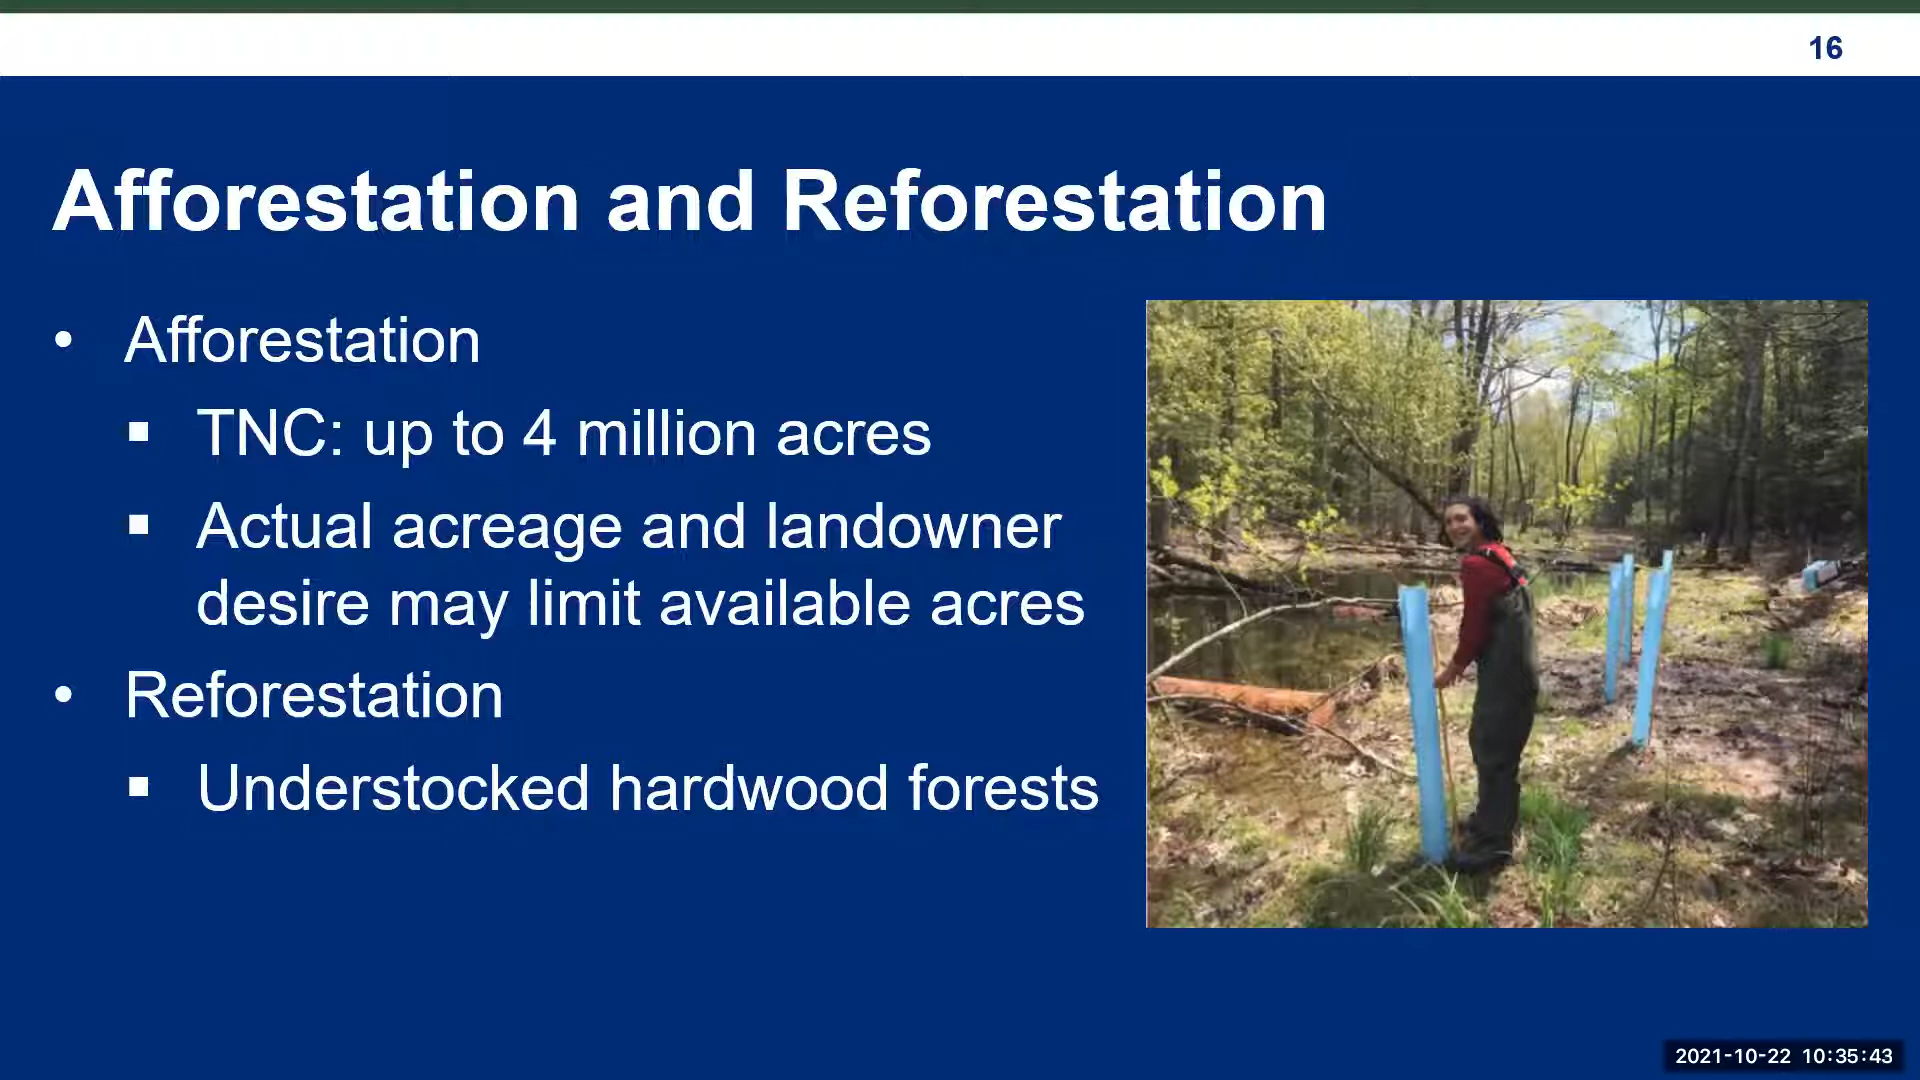 16
Afforestation and Reforestation
• Afforestation
▪ TNC: up to 4 million acres
▪ Actual acreage and landowner
desire may limit available acres
• Reforestation
▪ Understocked hardwood forests
2021-10-22 10:35:43